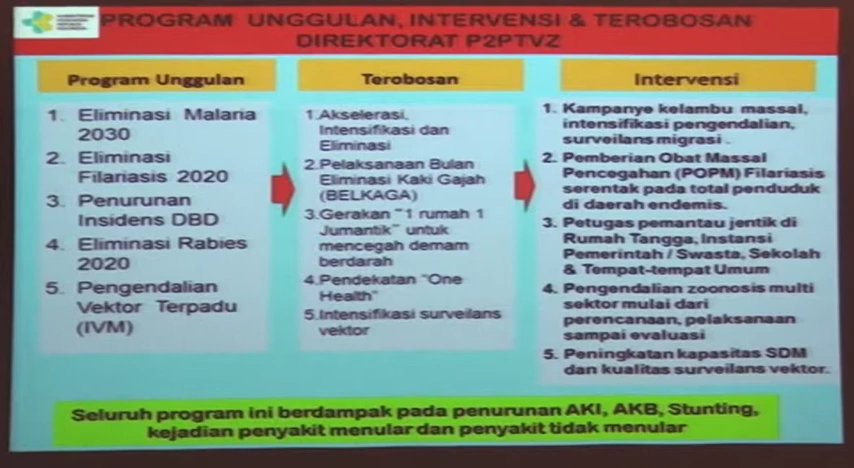 PROGRAM UNGGULAN, INTERVENSI & TEROBOSAN
DIREKTORAT P2PTVZ
Program Unggulan
1. Eliminasi Malaria
2030
2. Eliminasi
Filariasis 2020
3. Penurunan
Insidens DBD
4. Eliminasi Rabies
2020
5. Pengendalian
Vektor Terpadu
(IVM)
Terobosan
1.Akselerasi,
Intensifikasi dan
Eliminasi
2.Pelaksanaan Bulan
Eliminasi Kaki Gajah
(BELKAGA)
3.Gerakan "1 rumah 1
Jumantik" untuk
mencegah demam
berdarah
4.Pendekatan "One
Health"
5.Intensifikasi surveilans
vektor
Intervensi
1. Kampanye kelambu massal,
intensifikasi pengendalian,
surveilans migrasi .
2. Pemberian Obat Massal
Pencegahan (POPM) Filariasis
serentak pada total penduduk
di daerah endemis.
3. Petugas pemantau jentik di
Rumah Tangga, Instansi
Pemerintah / Swasta, Sekolah
& Tempat-tempat Umum
4. Pengendalian zoonosis multi
sektor mulai dari
perencanaan, pelaksanaan
sampai evaluasi
5. Peningkatan kapasitas SDM
dan kualitas surveilans vektor.
Seluruh program ini berdampak pada penurunan AKI, AKB, Stunting,
kejadian penyakit menular dan penyakit tidak menular